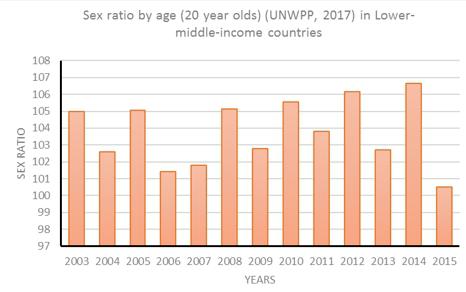 Sex ratio by age (20 year olds) (UNWPP, 2017) in Lower-
middle-income countries
108
107
106
105
104
103
102
101
100
99
98
97
SEX RATIO
2003 2004 2005 2006 2007 2008 2009 2010 2011 2012 2013 2014 2015
YEARS